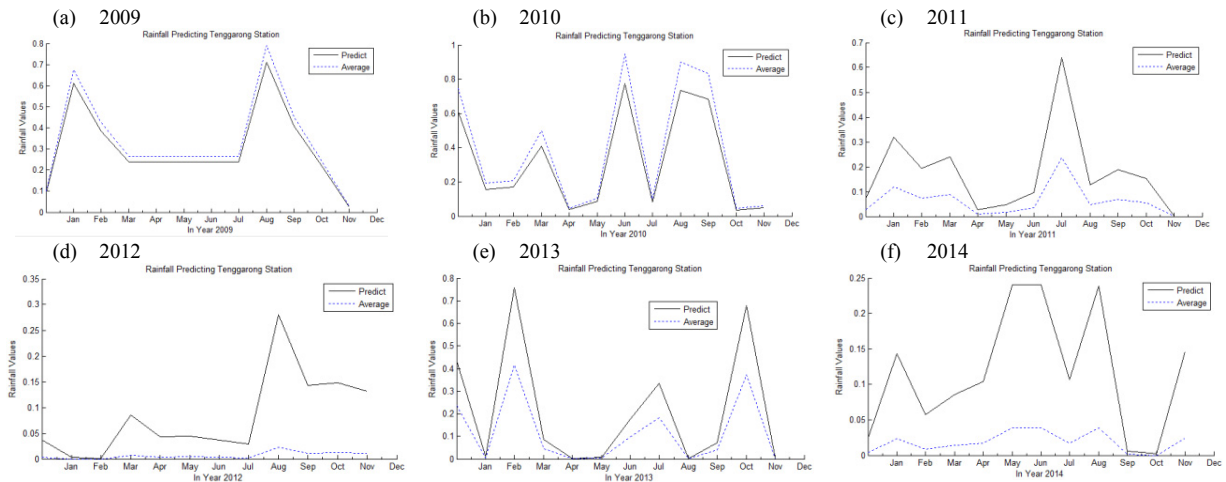 (a) 2009
Rainfall Predicting Tenggarong Station
Predict
Average
Rainfall Values
0.8
0.7
0.6
0.5
0.4
0.3
0.2
0.1
0
Jan Feb Mar Apr May Jun Jul Aug Sep Oct Nov Dec
In Year 2009
(b) 2010
Rainfall Predicting Tenggarong Station
Predict
Average
Rainfall Values
1
0.8
0.6
0.4
0.2
0
Jan Feb Mar Apr May Jun Jul Aug Sep Oct Nov Dec
In Year 2010
(c) 2011
Rainfall Predicting Tenggarong Station
Predict
Average
Rainfall Values
0.7
0.6
0.5
0.4
0.3
0.2
0.1
0
Jan Feb Mar Apr May Jun Jul Aug Sep Oct Nov Dec
In Year 2011
(d) 2012
Rainfall Predicting Tenggarong Station
Predict
Average
Rainfall Values
0.35
0.3
0.25
0.2
0.15
0.1
0.05
0
Jan Feb Mar Apr May Jun Jul Aug Sep Oct Nov Dec
In Year 2012
(e) 2013
Rainfall Predicting Tenggarong Station
Predict
Average
Rainfall Values
0.8
0.7
0.6
0.5
0.4
0.3
0.2
0.1
0
Jan Feb Mar Apr May Jun Jul Aug Sep Oct Nov Dec
In Year 2013
(f) 2014
Rainfall Predicting Tenggarong Station
Predict
Average
Rainfall Values
0.25
0.2
0.15
0.1
0.05
0
Jan Feb Mar Apr May Jun Jul Aug Sep Oct Nov Dec
In Year 2014